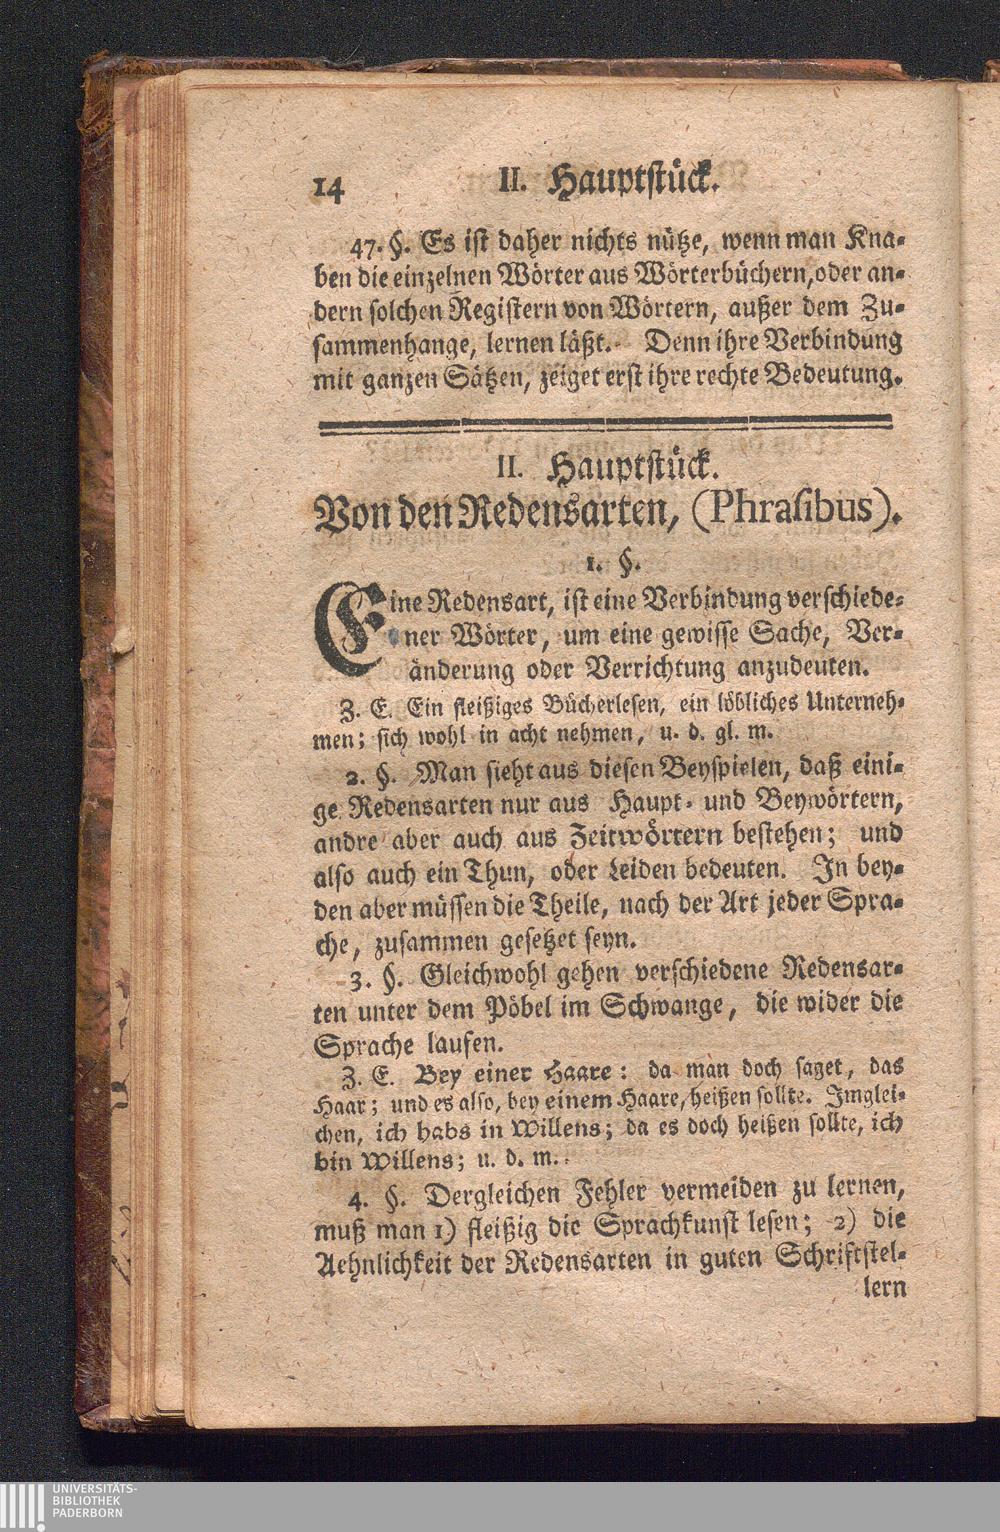 14 II. Hauptstück.
47. §. Es ist daher nichts nütze, wenn man Kna-
ben die einzelnen Wörter aus Wörterbüchern, oder an-
dern solchen Registern von Wörtern, außer dem Zu-
sammenhange, lernen läßt. Denn ihre Verbindung
mit ganzen Sätzen, zeiget erst ihre rechte Bedeutung.
II. Hauptstück.
Von den Redensarten, (Phrasibus).
1. §.
Eine Redensart, ist eine Verbindung verschiede-
ner Wörter, um eine gewisse Sache, Ver-
änderung oder Verrichtung anzudeuten.
Z. E. Ein fleißiges Bücherlesen, ein löbliches Unterneh-
men; sich wohl in acht nehmen, u. d. gl. m.
2. §. Man sieht aus diesen Beyspielen, daß eini-
ge Redensarten nur aus Haupt- und Beywörtern,
andre aber auch aus Zeitwörtern bestehen; und
also auch ein Thun, oder Leiden bedeuten. In bey-
den aber müssen die Theile, nach der Art jeder Spra-
che, zusammen gesetzet seyn.
3. §. Gleichwohl gehen verschiedene Redensar-
ten unter dem Pöbel im Schwange, die wider die
Sprache laufen.
Z. E. Bey einer Haare: da man doch saget, das
Haar; und es also, bey einem Haare, heißen sollte. Imglei-
chen, ich habs in Willens; da es doch heißen sollte, ich
bin Willens; u. d. m.
4. §. Dergleichen Fehler vermeiden zu lernen,
muß man 1) fleißig die Sprachkunst lesen; 2) die
Aehnlichkeit der Redensarten in guten Schriftstel-
lern
UNIVERSITÄTS-
BIBLIOTHEK
PADERBORN